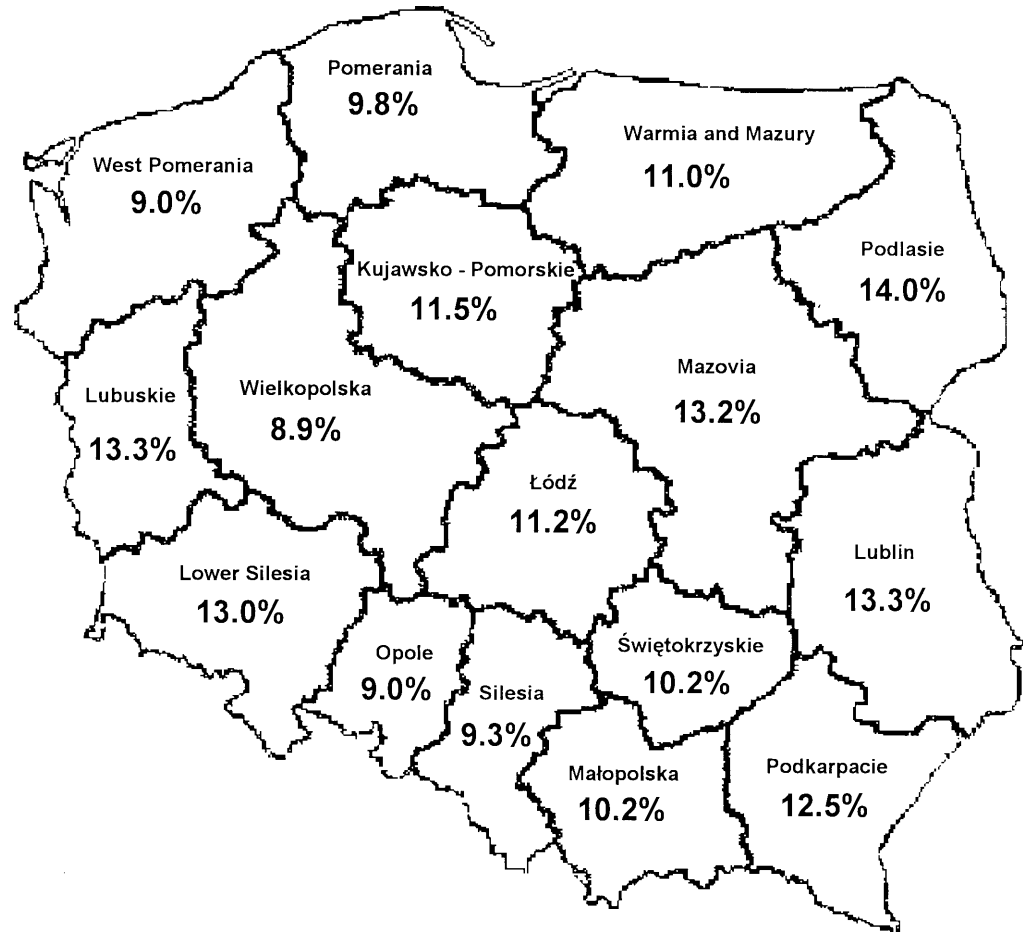 Pomerania
9.8%
Warmia and Mazury
11.0%
West Pomerania
9.0%
Podlasie
14.0%
Kujawsko - Pomorskie
11.5%
Mazovia
13.2%
Lubuskie
13.3%
Wielkopolska
8.9%
Łódź
11.2%
Lublin
13.3%
Lower Silesia
13.0%
Świętokrzyskie
10.2%
Opole
9.0%
Silesia
9.3%
Małopolska
10.2%
Podkarpacie
12.5%